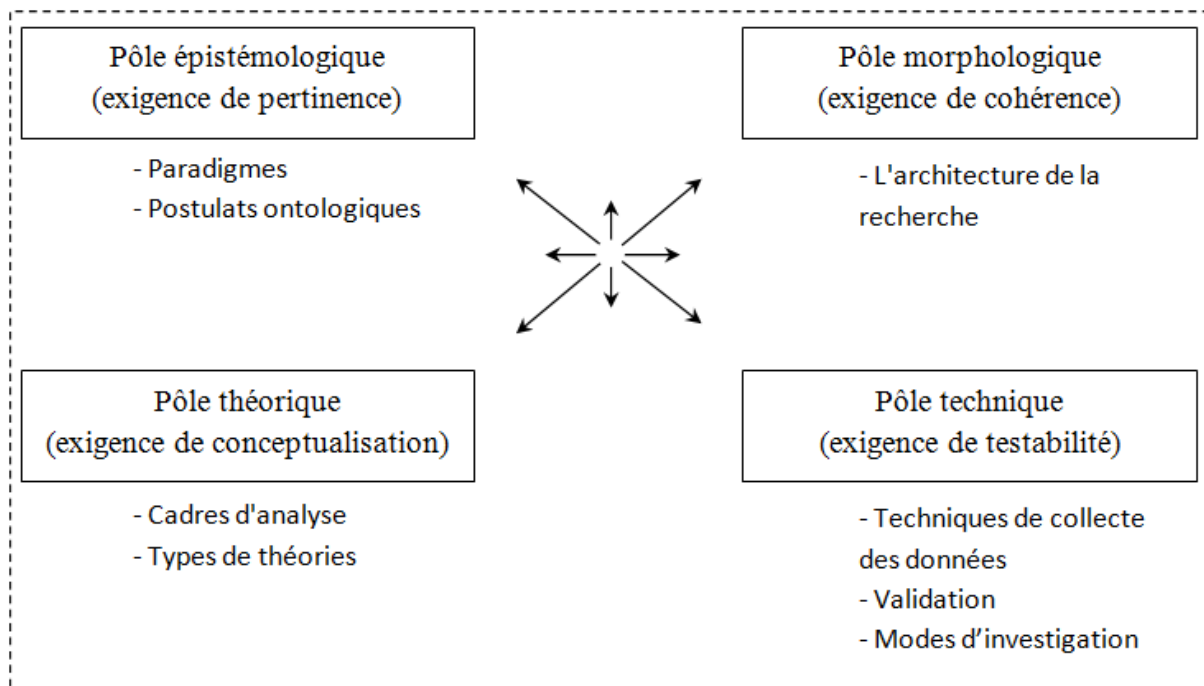 Pôle épistémologique
(exigence de pertinence)
- Paradigmes
- Postulats ontologiques
Pôle morphologique
(exigence de cohérence)
- L'architecture de la
recherche
Pôle théorique
(exigence de conceptualisation)
- Cadres d'analyse
- Types de théories
Pôle technique
(exigence de testabilité)
- Techniques de collecte
des données
- Validation
- Modes d’investigation